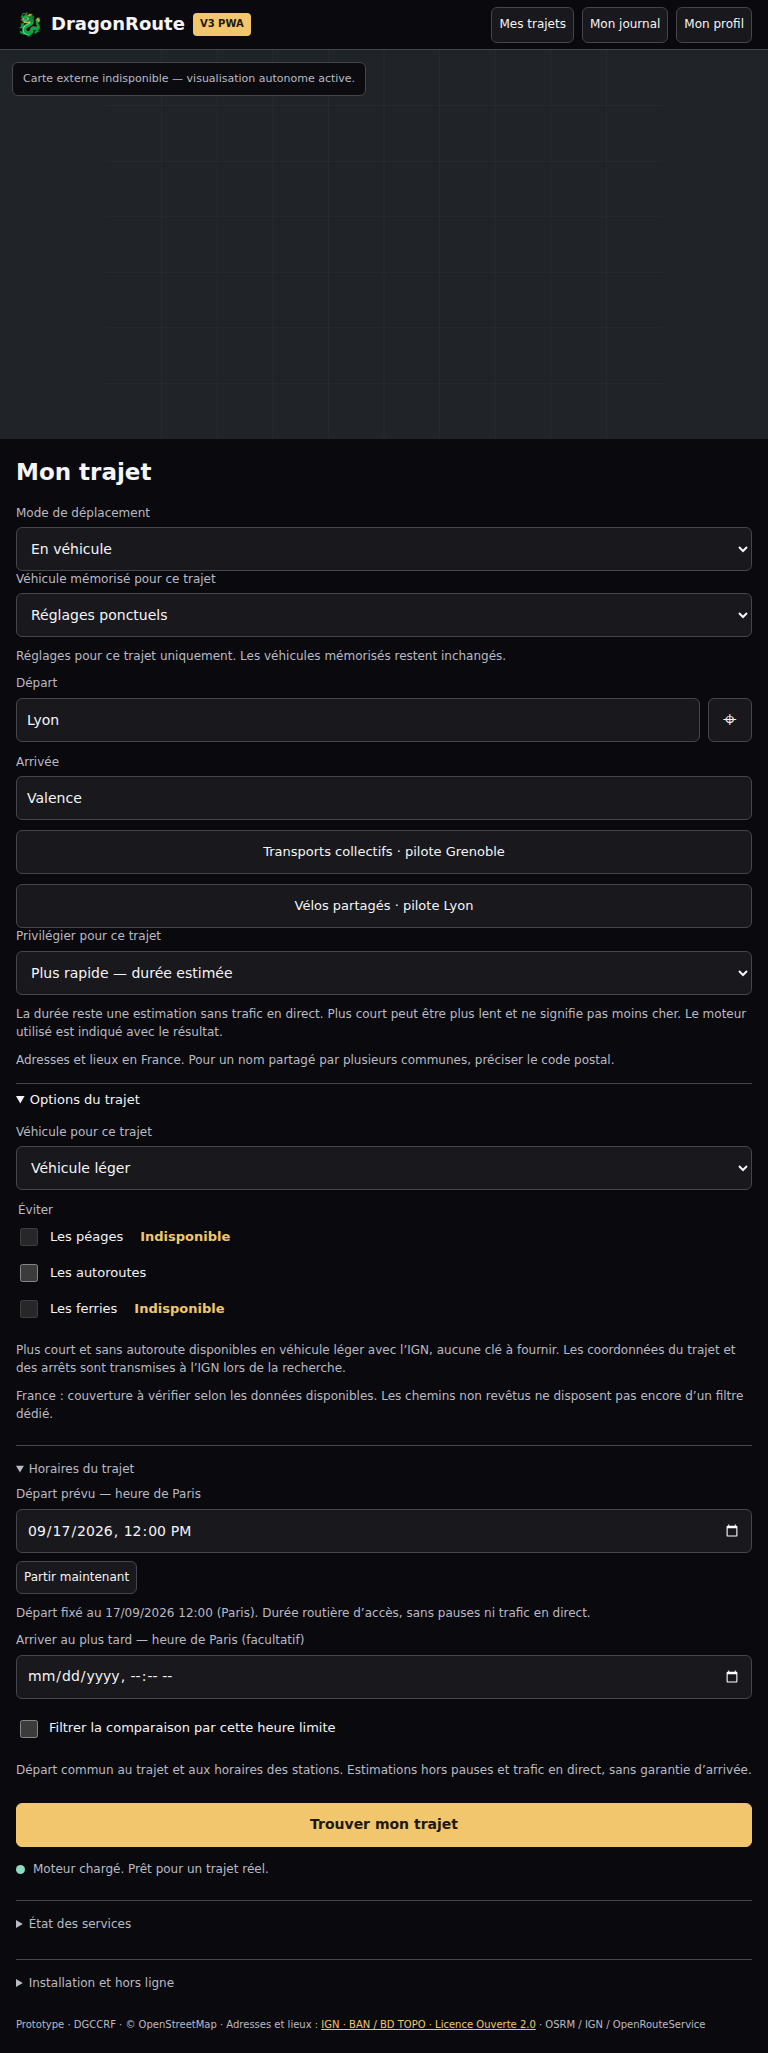 DragonRoute V3 PWA Mes trajets Mon journal Mon profil
Carte externe indisponible — visualisation autonome active.
Mon trajet
Mode de déplacement
En véhicule
Véhicule mémorisé pour ce trajet
Réglages ponctuels
Réglages pour ce trajet uniquement. Les véhicules mémorisés restent inchangés.
Départ
Lyon
Arrivée
Valence
Transports collectifs · pilote Grenoble
Vélos partagés · pilote Lyon
Privilégier pour ce trajet
Plus rapide — durée estimée
La durée reste une estimation sans trafic en direct. Plus court peut être plus lent et ne signifie pas moins cher. Le moteur
utilisé est indiqué avec le résultat.
Adresses et lieux en France. Pour un nom partagé par plusieurs communes, préciser le code postal.
▼ Options du trajet
Véhicule pour ce trajet
Véhicule léger
Éviter
Les péages Indisponible
Les autoroutes
Les ferries Indisponible
Plus court et sans autoroute disponibles en véhicule léger avec l’IGN, aucune clé à fournir. Les coordonnées du trajet et
des arrêts sont transmises à l’IGN lors de la recherche.
France : couverture à vérifier selon les données disponibles. Les chemins non revêtus ne disposent pas encore d’un filtre
dédié.
▼ Horaires du trajet
Départ prévu — heure de Paris
09/17/2026, 12:00 PM
Partir maintenant
Départ fixé au 17/09/2026 12:00 (Paris). Durée routière d’accès, sans pauses ni trafic en direct.
Arriver au plus tard — heure de Paris (facultatif)
mm/dd/yyyy, --:-- --
Filtrer la comparaison par cette heure limite
Départ commun au trajet et aux horaires des stations. Estimations hors pauses et trafic en direct, sans garantie d’arrivée.
Trouver mon trajet
Moteur chargé. Prêt pour un trajet réel.
▶ État des services
▶ Installation et hors ligne
Prototype · DGCCRF · © OpenStreetMap · Adresses et lieux : IGN · BAN / BD TOPO · Licence Ouverte 2.0 · OSRM / IGN / OpenRouteService